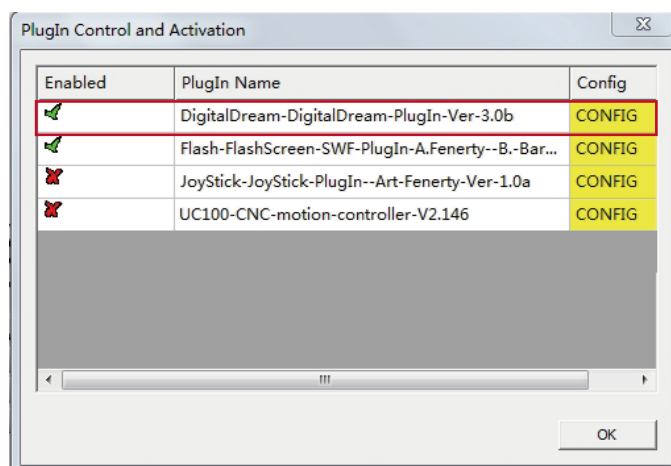 PlugIn Control and Activation
Enabled PlugIn Name Config
DigitalDream-DigitalDream-PlugIn-Ver-3.0b CONFIG
Flash-FlashScreen-SWF-PlugIn-A.Fenerty--B.-Bar... CONFIG
JoyStick-JoyStick-PlugIn--Art-Fenerty-Ver-1.0a CONFIG
UC100-CNC-motion-controller-V2.146 CONFIG
OK